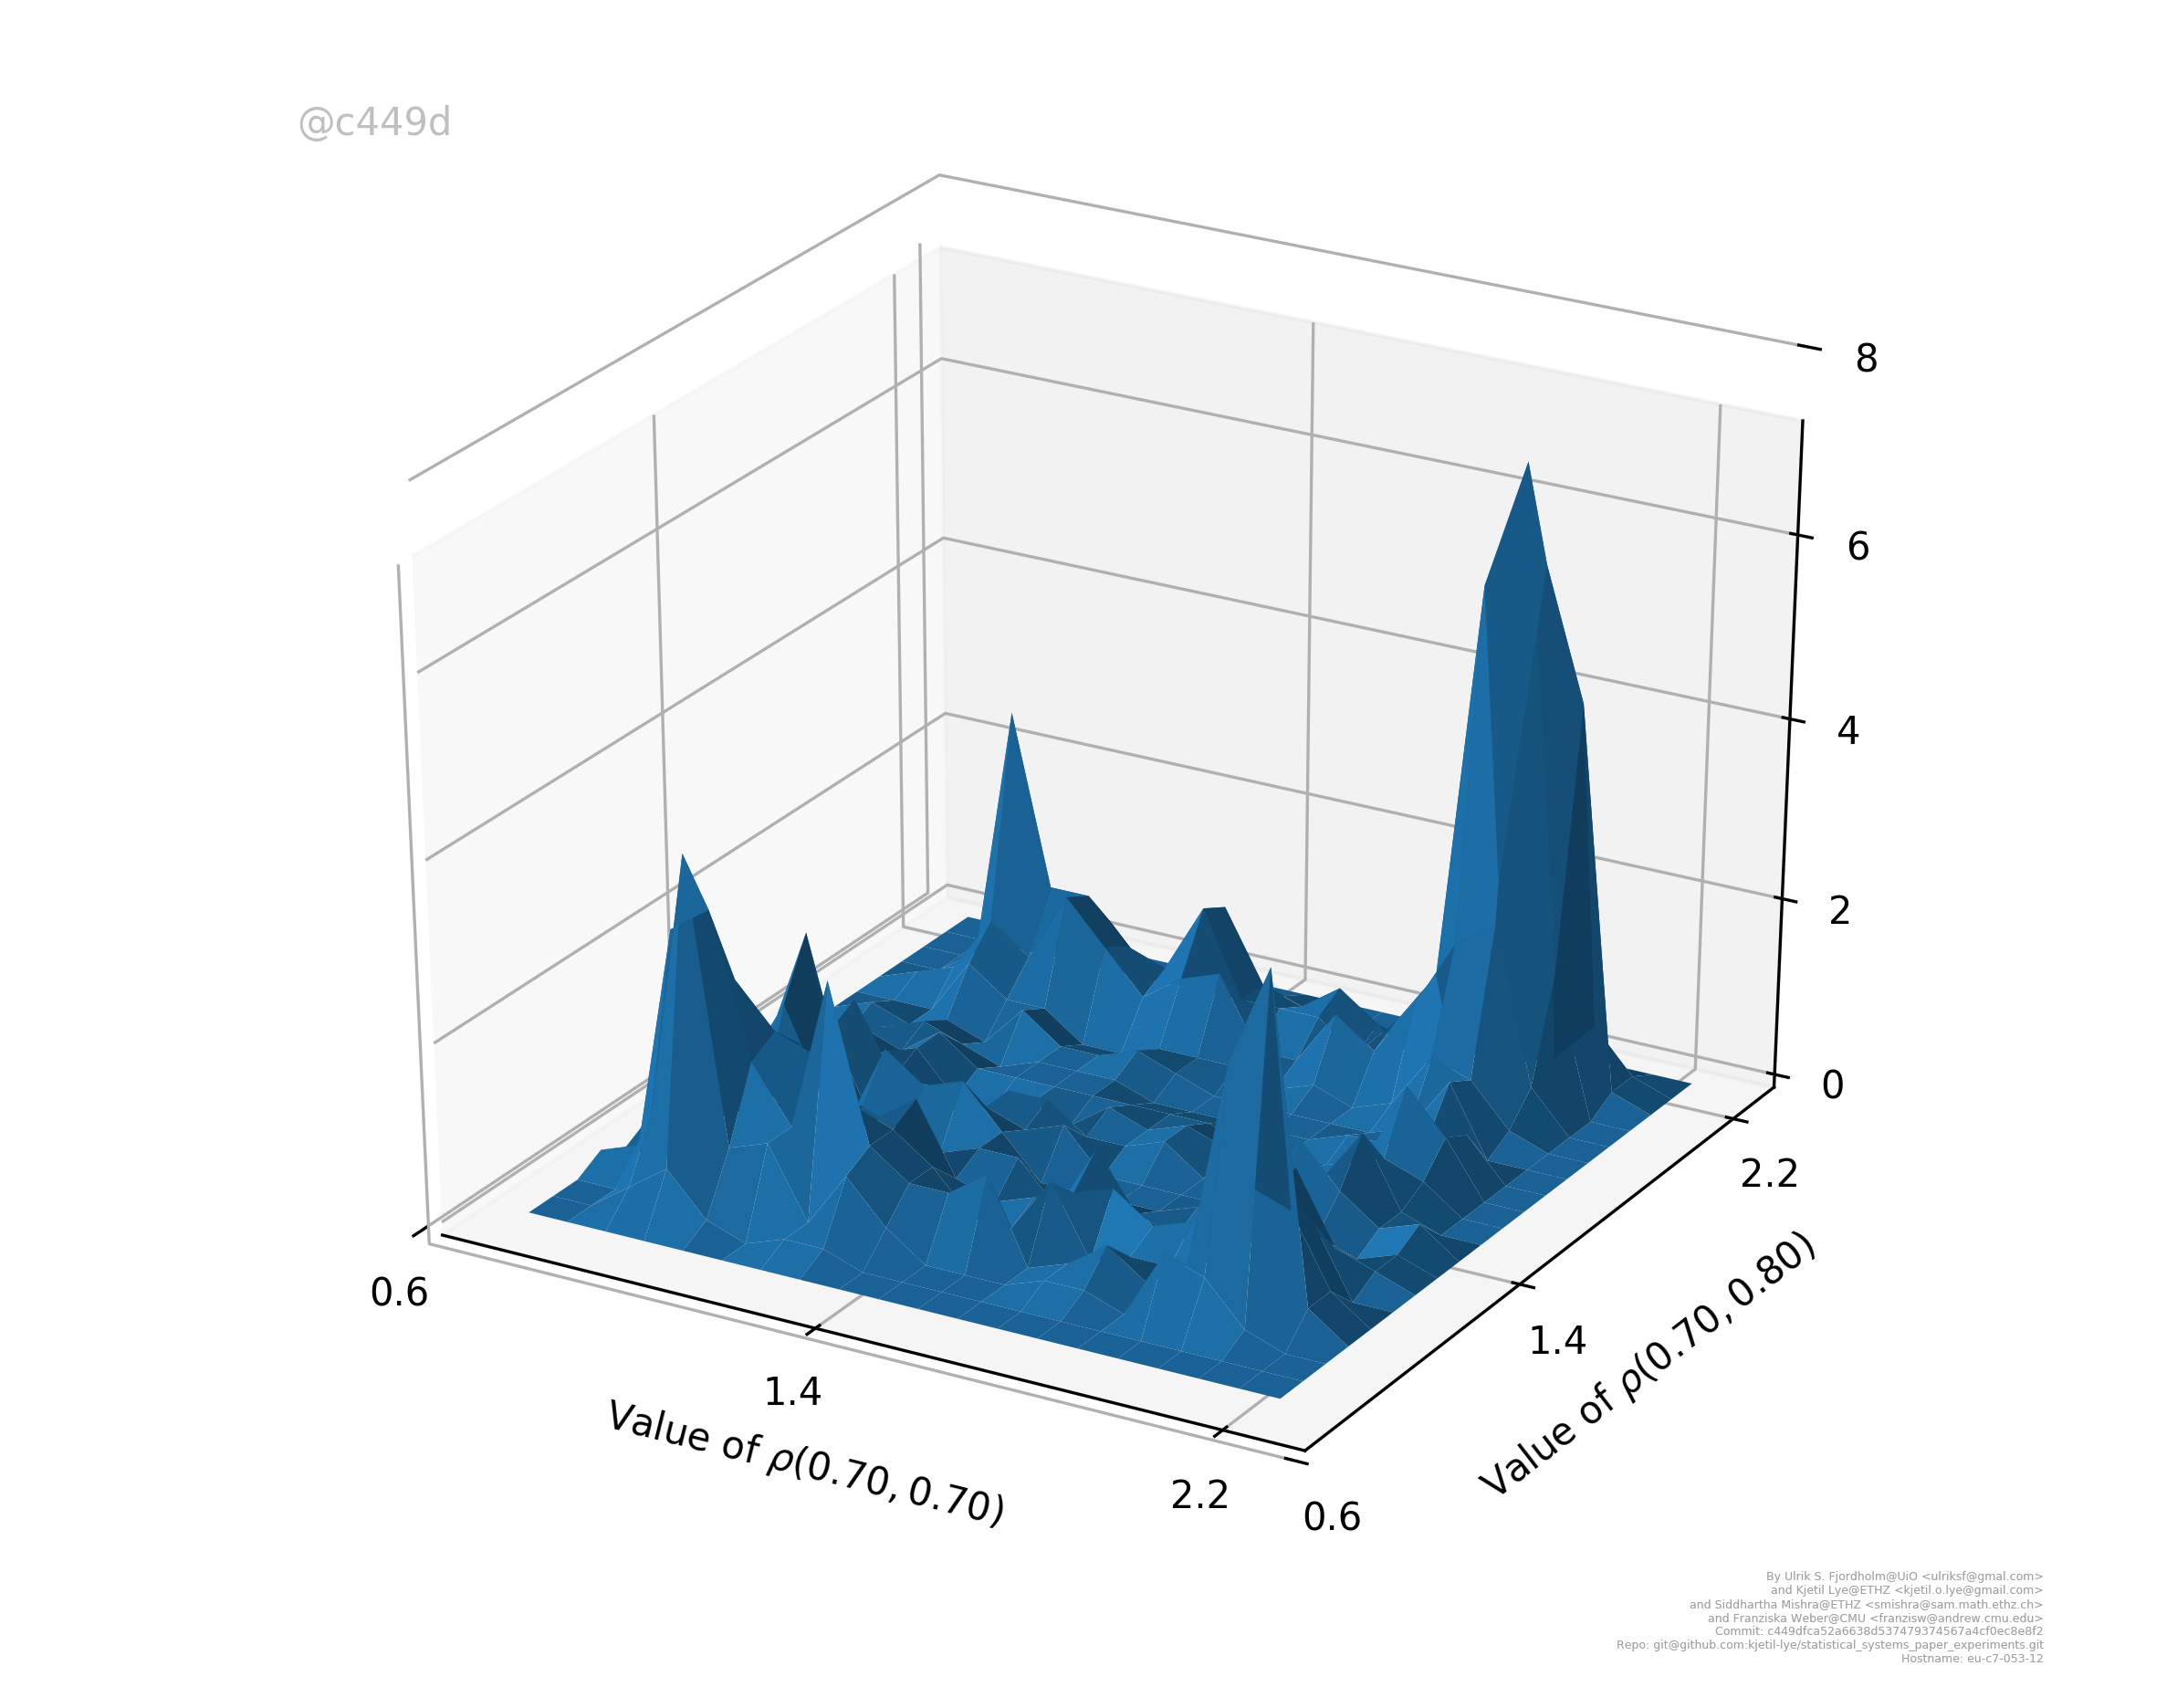 @c449d
8
6
4
2
0
2.2
1.4
0.6
Value of ρ(0.70, 0.80)
0.6
1.4
2.2
Value of ρ(0.70, 0.70)
By Ulrik S. Fjordholm@UiO <ulriksf@gmal.com>
and Kjetil Lye@ETHZ <kjetil.o.lye@gmail.com>
and Siddhartha Mishra@ETHZ <smishra@sam.math.ethz.ch>
and Franziska Weber@CMU <franzisw@andrew.cmu.edu>
Commit: c449dfca52a6638d537479374567a4cf0ec8e8f2
Repo: git@github.com:kjetil-lye/statistical_systems_paper_experiments.git
Hostname: eu-c7-053-12